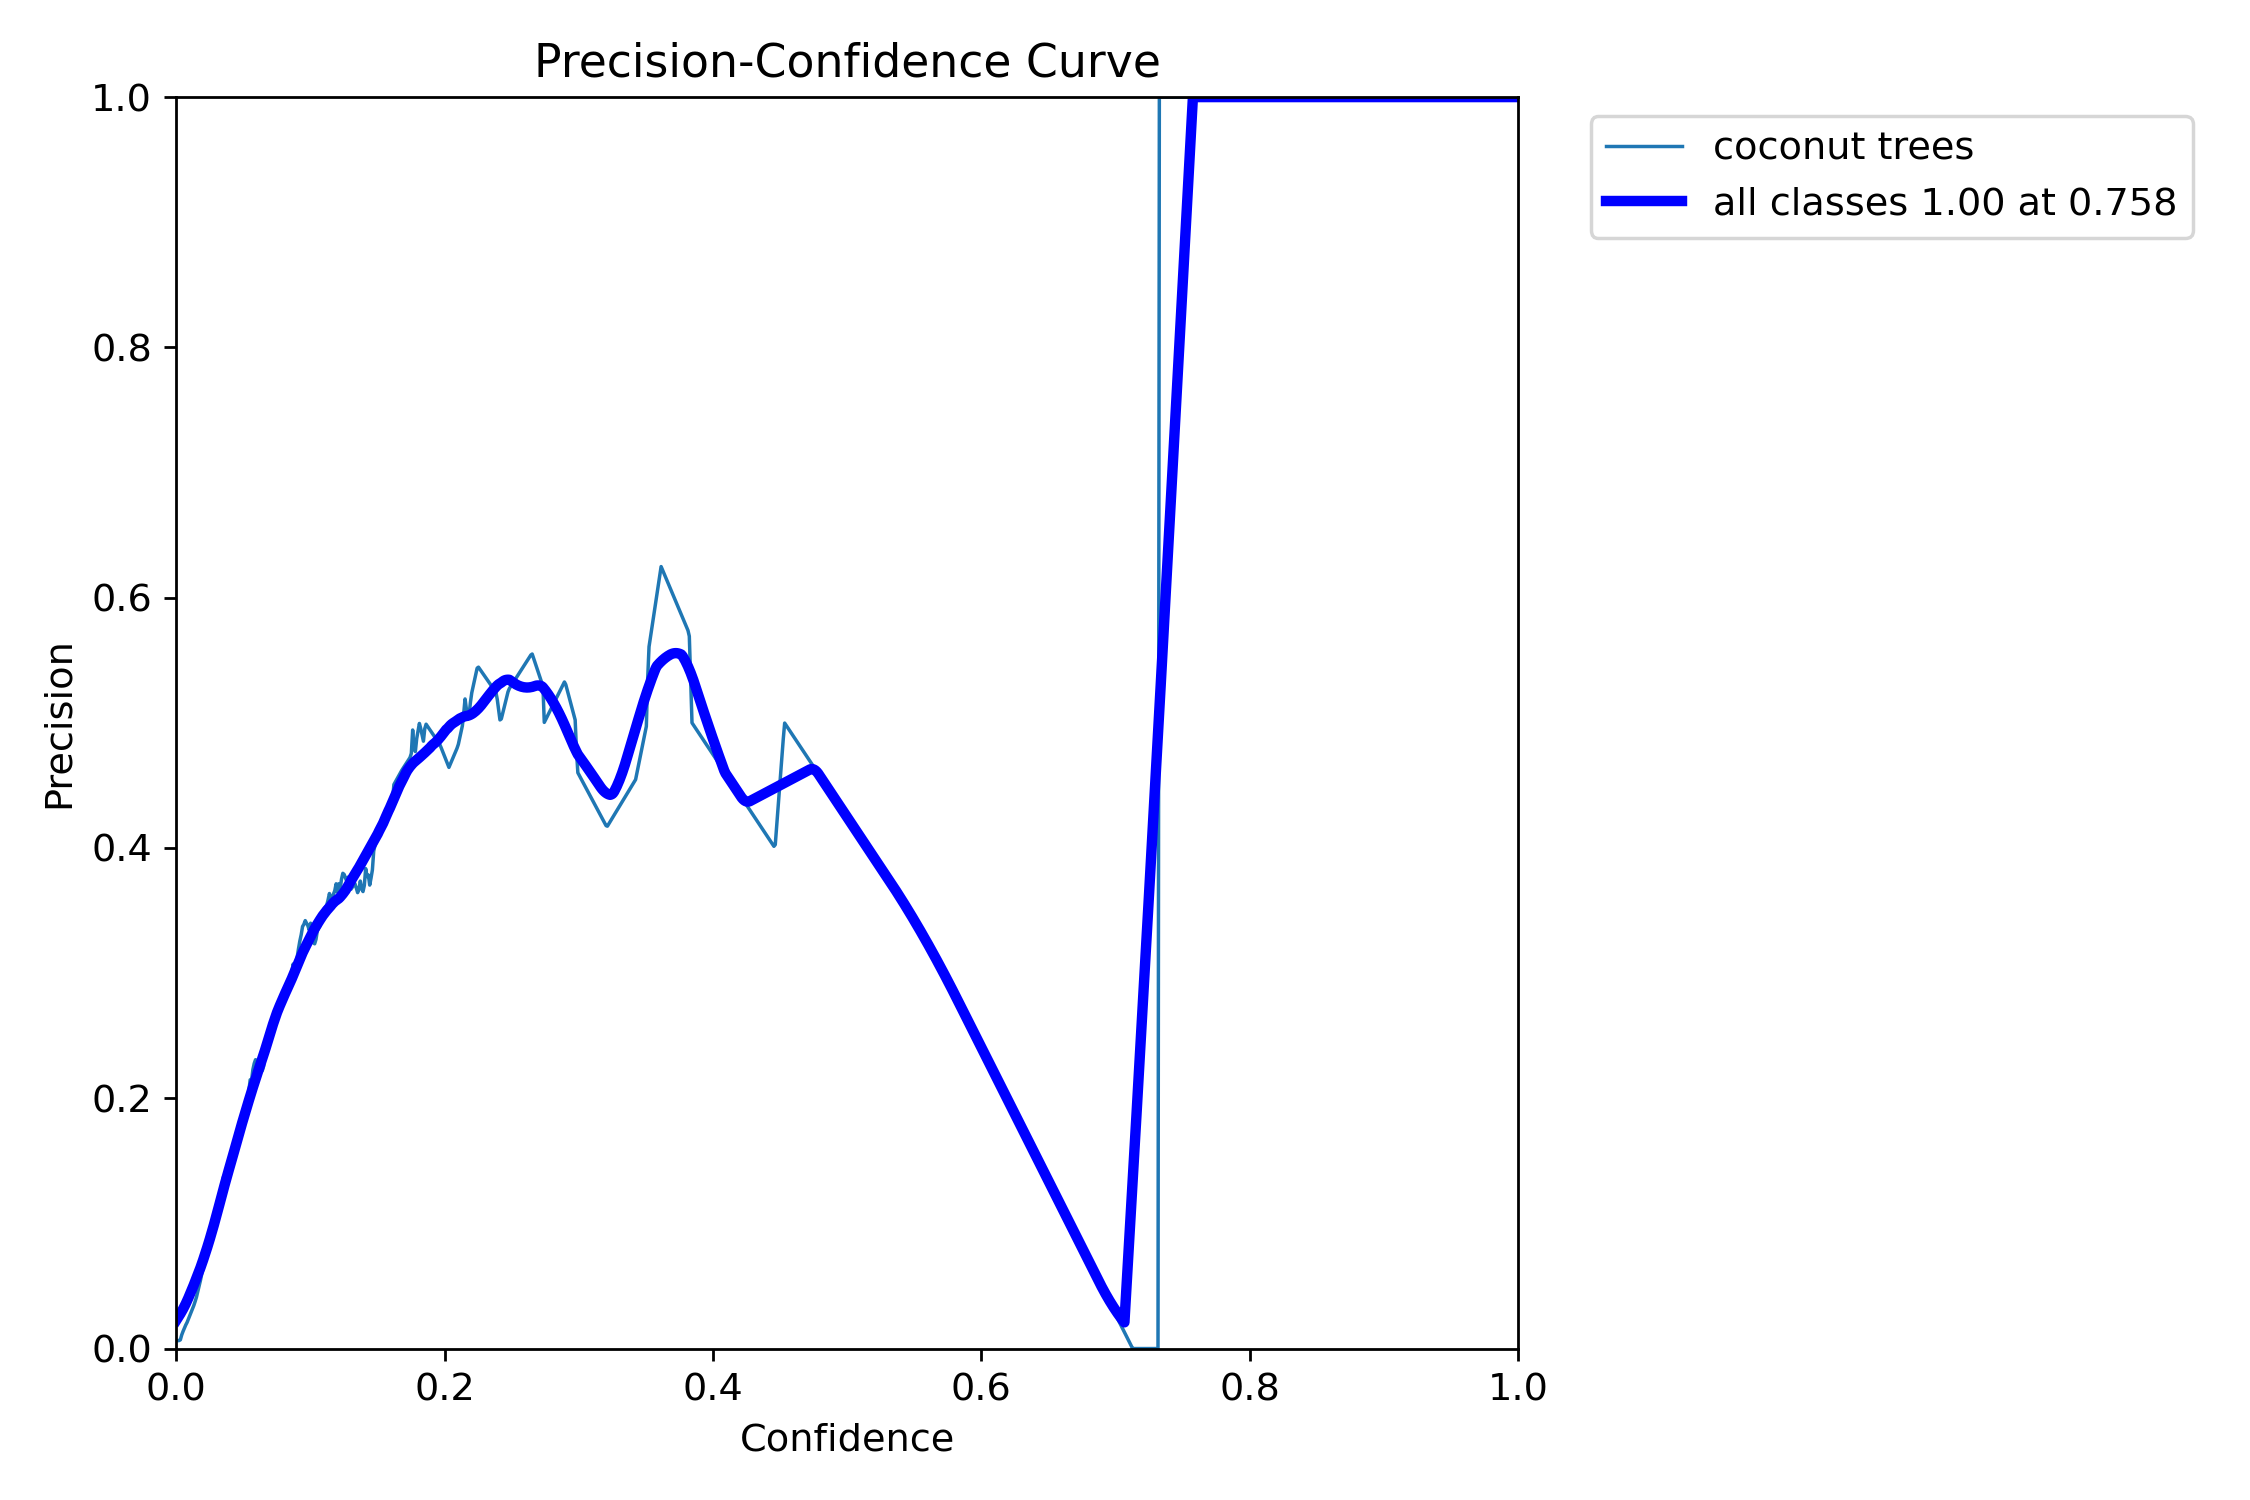 Precision-Confidence Curve
coconut trees
all classes 1.00 at 0.758
Precision
1.0
0.8
0.6
0.4
0.2
0.0
0.0 0.2 0.4 0.6 0.8 1.0
Confidence